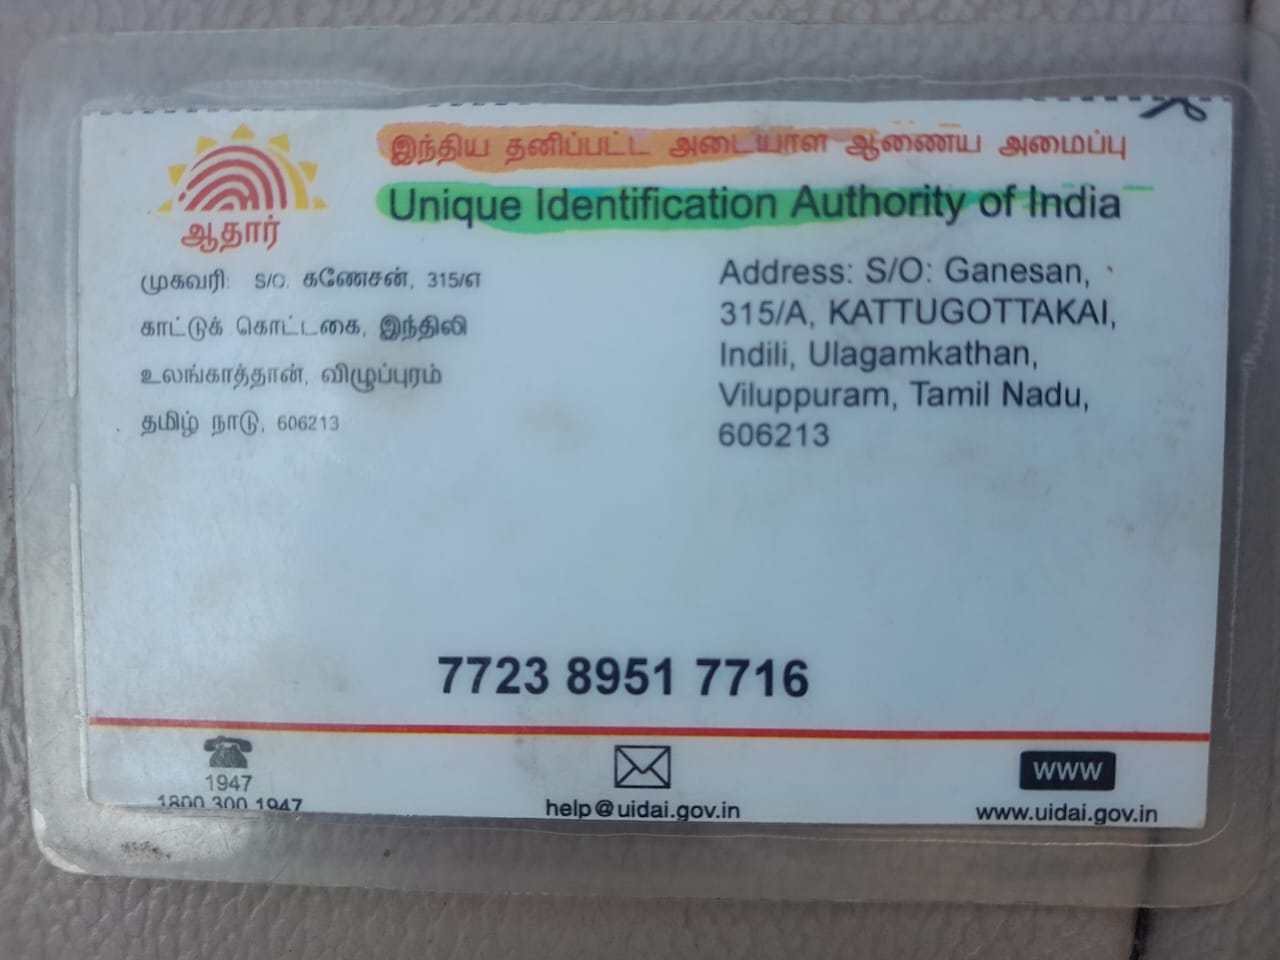 இந்திய தனிப்பட்ட அடையாள ஆணைய அமைப்பு
Unique Identification Authority of India
ஆதார்
முகவரி: S/O. கணேசன், 315/எ
காட்டுக் கொட்டகை, இந்திலி
உலங்காத்தான், விழுப்புரம்
தமிழ் நாடு, 606213
Address: S/O: Ganesan,
315/A, KATTUGOTTAKAI,
Indili, Ulagamkathan,
Viluppuram, Tamil Nadu,
606213
7723 8951 7716
1947
1800 300 1947
help@uidai.gov.in
WWW
www.uidai.gov.in